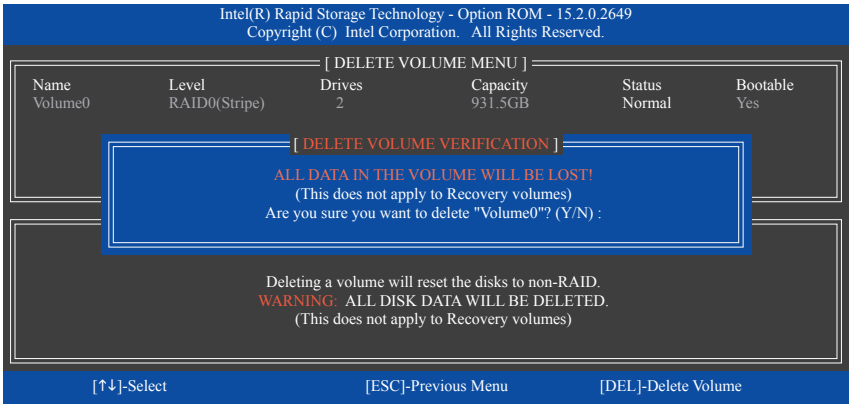 Intel(R) Rapid Storage Technology - Option ROM - 15.2.0.2649
Copyright (C) Intel Corporation. All Rights Reserved.
[ DELETE VOLUME MENU ]
Name Level Drives Capacity Status Bootable
Volume0 RAID0(Stripe) 2 931.5GB Normal Yes
[ DELETE VOLUME VERIFICATION ]
ALL DATA IN THE VOLUME WILL BE LOST!
(This does not apply to Recovery volumes)
Are you sure you want to delete "Volume0"? (Y/N) :
Deleting a volume will reset the disks to non-RAID.
WARNING: ALL DISK DATA WILL BE DELETED.
(This does not apply to Recovery volumes)
[↑↓]-Select [ESC]-Previous Menu [DEL]-Delete Volume